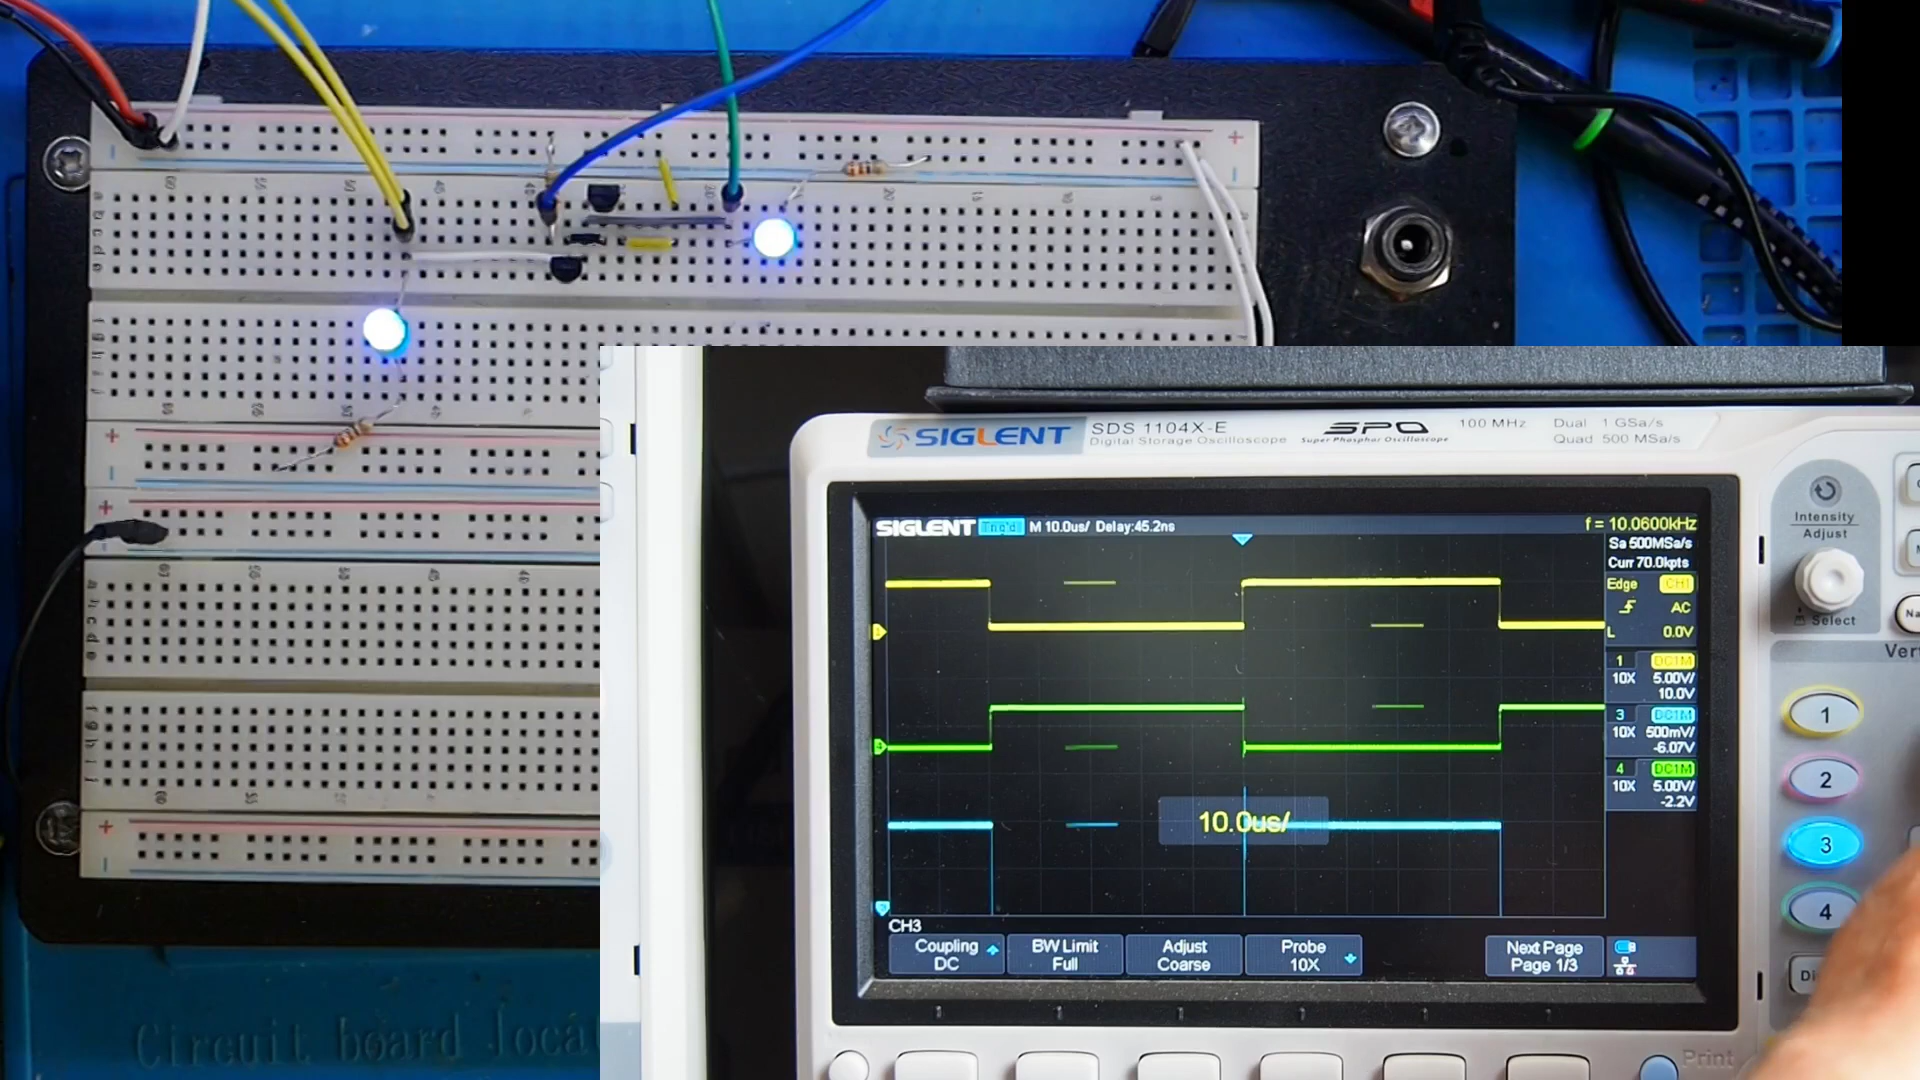 SIGLENT
SDS 1104X-E
Digital Storage Oscilloscope
SPO
Super Phosphor Oscilloscope
100 MHz
Dual 1 GSa/s
Quad 500 MSa/s
SIGLENT Trig'd M 10.0us/ Delay:45.2ns
f = 10.0600kHz
Sa 500MSa/s
Curr 70.0kpts
Edge CH1
AC
L 0.0V
1 DC1M
10X 5.00V/
10.0V
3 DC1M
10X 500mV/
-6.07V
4 DC1M
10X 5.00V/
-2.2V
10.0us/
CH3
Coupling
DC
BW Limit
Full
Adjust
Coarse
Probe
10X
Next Page
Page 1/3
Intensity
Adjust
Select
1
2
3
4
Print
Circuit board loca